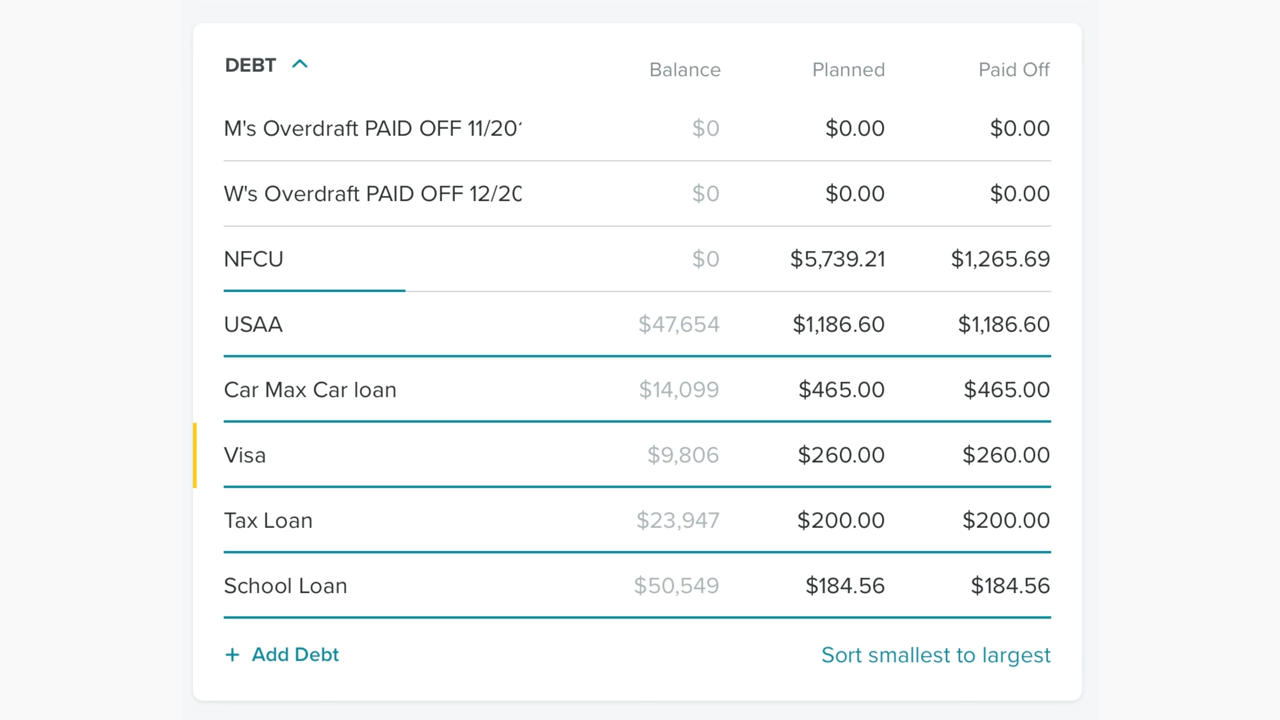 DEBT Balance Planned Paid Off
M's Overdraft PAID OFF 11/20 $0 $0.00 $0.00
W's Overdraft PAID OFF 12/20 $0 $0.00 $0.00
NFCU $0 $5,739.21 $1,265.69
USAA $47,654 $1,186.60 $1,186.60
Car Max Car loan $14,099 $465.00 $465.00
Visa $9,806 $260.00 $260.00
Tax Loan $23,947 $200.00 $200.00
School Loan $50,549 $184.56 $184.56
+ Add Debt Sort smallest to largest